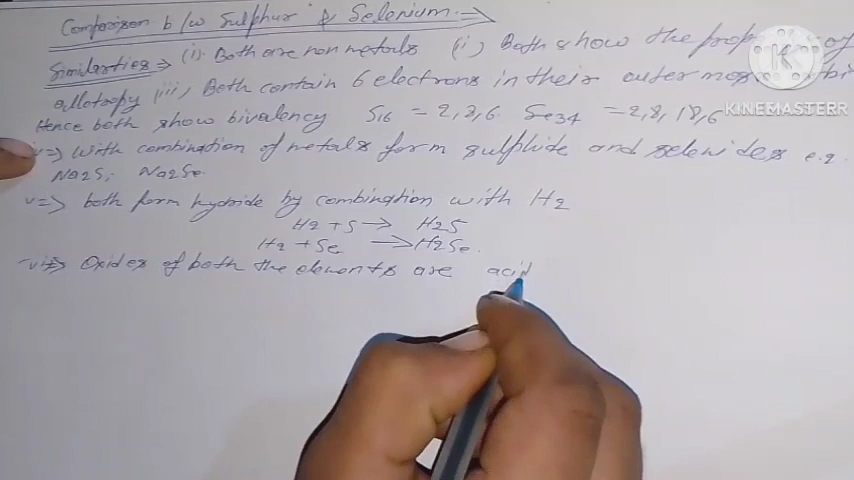 Comparison b/w Sulphur & Selenium :→
Similarties ⇒ (i). Both are non metals (ii) Both show the of
allotropy (iii) Both contain 6 electrons in their outer most
Hence both show bivalency S16 = 2,8,6. Se34 = 2,8,18,6
⇒ With combination of metals form sulphide and selenides e.g.
Na2S, Na2Se.
v ⇒ both form hydride by combination with H2
H2 + S → H2S
H2 + Se → H2Se.
vi ⇒ Oxides of both the elements are acid
KINEMASTER